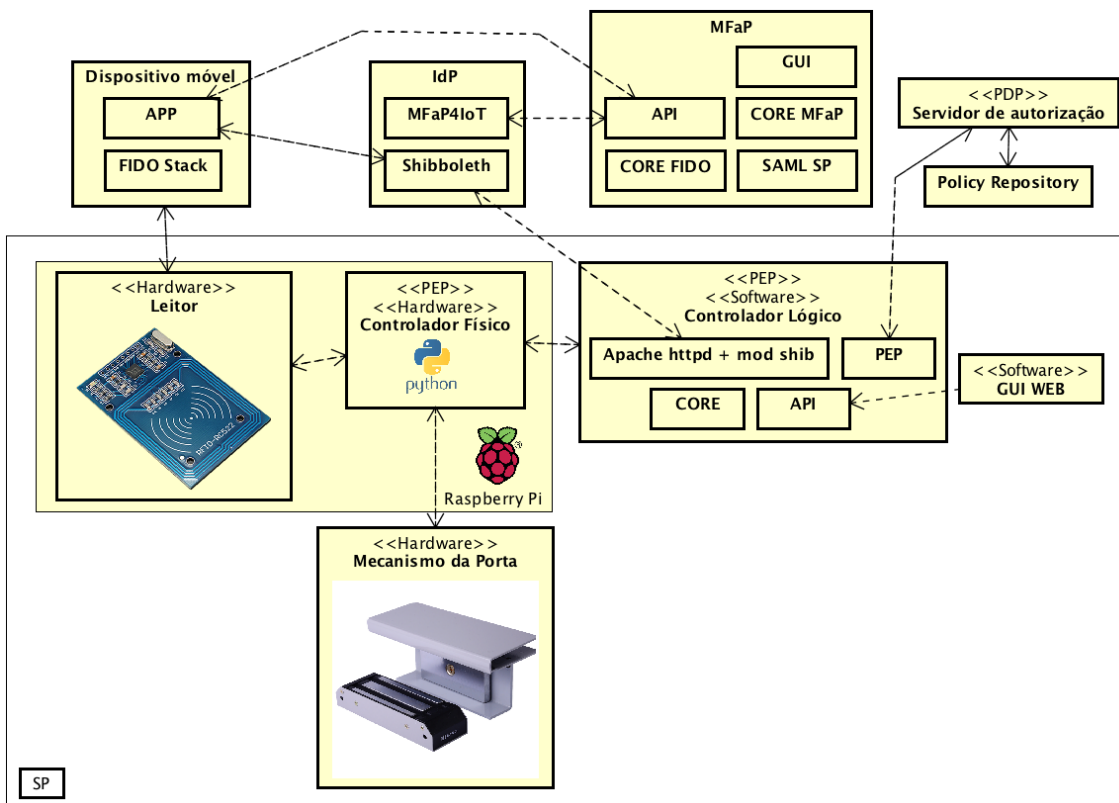 MFaP
Dispositivo móvel
IdP
GUI
<<PDP>>
Servidor de autorização
APP
MFaP4IoT
API
CORE MFaP
FIDO Stack
Shibboleth
CORE FIDO
SAML SP
Policy Repository
<<Hardware>>
Leitor
RFID-RC522
<<PEP>>
<<Hardware>>
Controlador Físico
python
Raspberry Pi
<<PEP>>
<<Software>>
Controlador Lógico
Apache httpd + mod shib
PEP
CORE
API
<<Software>>
GUI WEB
<<Hardware>>
Mecanismo da Porta
SP